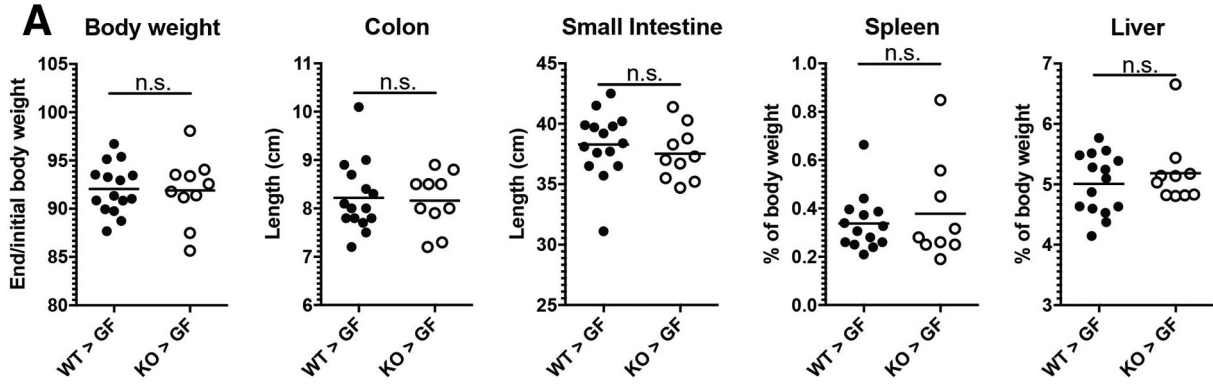 A
Body weight
End/initial body weight
105
100
95
90
85
80
n.s.
WT > GF
KO > GF
Colon
Length (cm)
11
10
9
8
7
6
n.s.
WT > GF
KO > GF
Small Intestine
Length (cm)
45
40
35
30
25
n.s.
WT > GF
KO > GF
Spleen
% of body weight
1.0
0.8
0.6
0.4
0.2
0.0
n.s.
WT > GF
KO > GF
Liver
% of body weight
7
6
5
4
3
n.s.
WT > GF
KO > GF